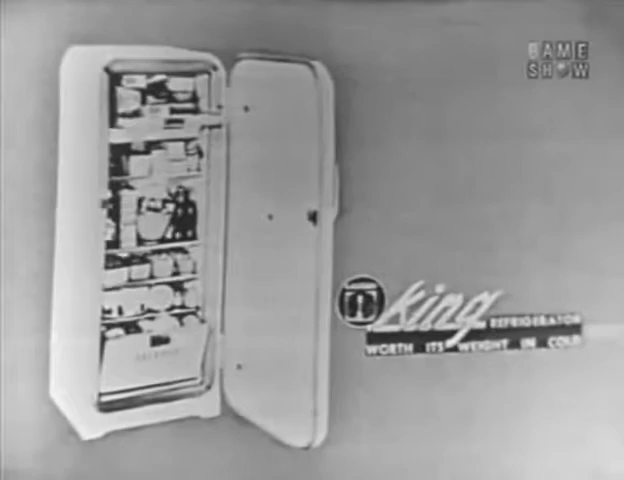 GAME
SHOW
king
REFRIGERATOR
WORTH ITS WEIGHT IN COLD